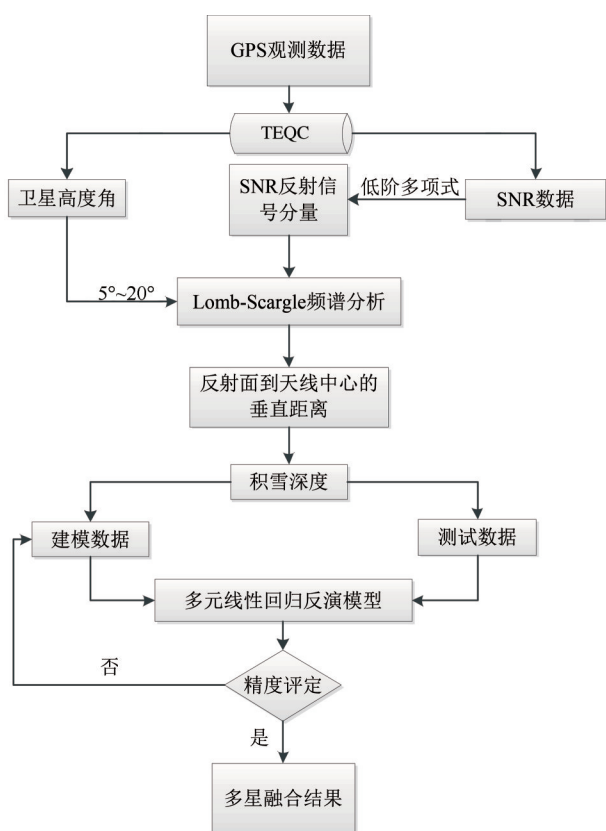 GPS观测数据
TEQC
卫星高度角
SNR反射信
号分量
低阶多项式
SNR数据
5°~20°
Lomb-Scargle频谱分析
反射面到天线中心的
垂直距离
积雪深度
建模数据
测试数据
多元线性回归反演模型
否
精度评定
是
多星融合结果